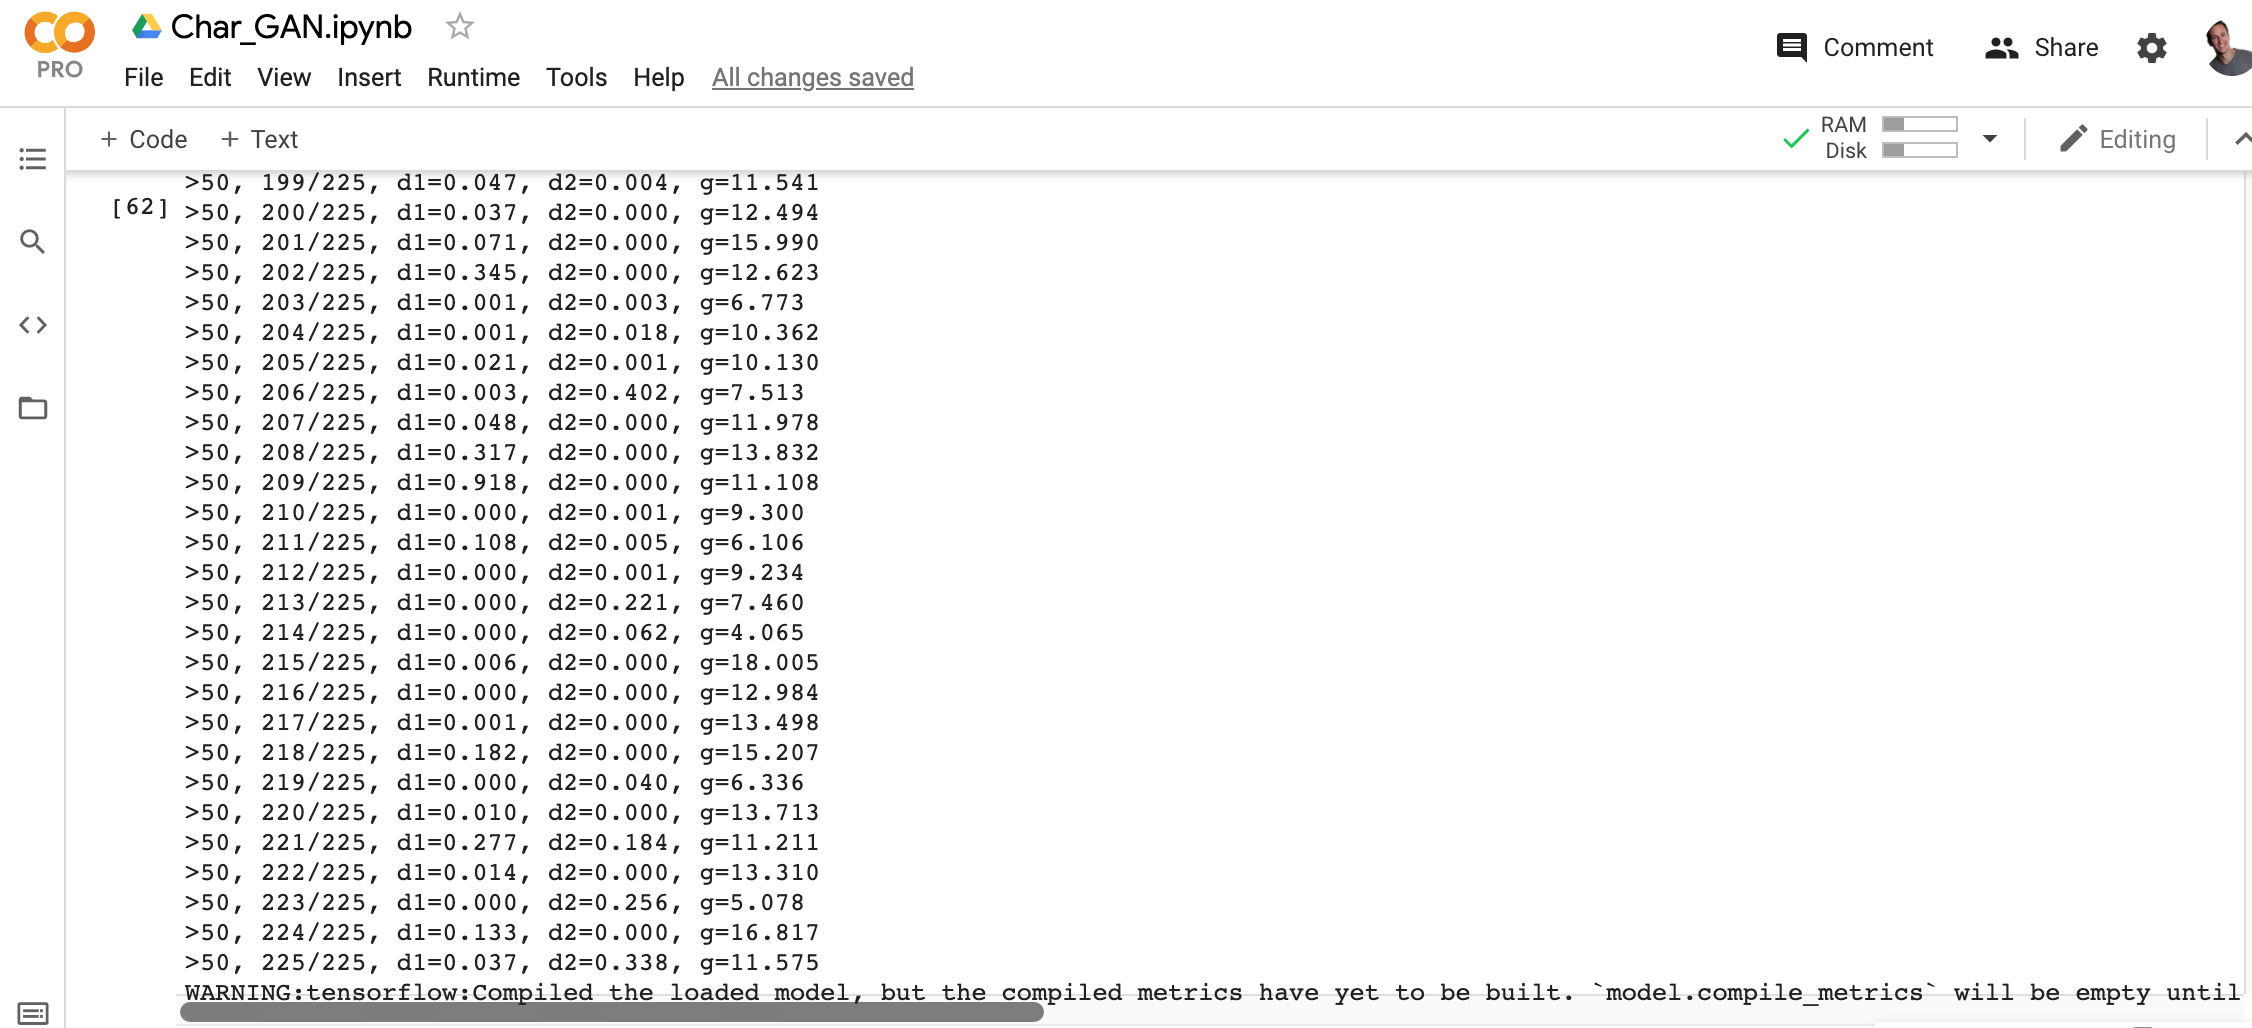 Char_GAN.ipynb
PRO
File Edit View Insert Runtime Tools Help All changes saved
Comment
Share
+ Code + Text
RAM
Disk
Editing
>50, 199/225, d1=0.047, d2=0.004, g=11.541
[62] >50, 200/225, d1=0.037, d2=0.000, g=12.494
>50, 201/225, d1=0.071, d2=0.000, g=15.990
>50, 202/225, d1=0.345, d2=0.000, g=12.623
>50, 203/225, d1=0.001, d2=0.003, g=6.773
>50, 204/225, d1=0.001, d2=0.018, g=10.362
>50, 205/225, d1=0.021, d2=0.001, g=10.130
>50, 206/225, d1=0.003, d2=0.402, g=7.513
>50, 207/225, d1=0.048, d2=0.000, g=11.978
>50, 208/225, d1=0.317, d2=0.000, g=13.832
>50, 209/225, d1=0.918, d2=0.000, g=11.108
>50, 210/225, d1=0.000, d2=0.001, g=9.300
>50, 211/225, d1=0.108, d2=0.005, g=6.106
>50, 212/225, d1=0.000, d2=0.001, g=9.234
>50, 213/225, d1=0.000, d2=0.221, g=7.460
>50, 214/225, d1=0.000, d2=0.062, g=4.065
>50, 215/225, d1=0.006, d2=0.000, g=18.005
>50, 216/225, d1=0.000, d2=0.000, g=12.984
>50, 217/225, d1=0.001, d2=0.000, g=13.498
>50, 218/225, d1=0.182, d2=0.000, g=15.207
>50, 219/225, d1=0.000, d2=0.040, g=6.336
>50, 220/225, d1=0.010, d2=0.000, g=13.713
>50, 221/225, d1=0.277, d2=0.184, g=11.211
>50, 222/225, d1=0.014, d2=0.000, g=13.310
>50, 223/225, d1=0.000, d2=0.256, g=5.078
>50, 224/225, d1=0.133, d2=0.000, g=16.817
>50, 225/225, d1=0.037, d2=0.338, g=11.575
WARNING:tensorflow:Compiled the loaded model, but the compiled metrics have yet to be built. `model.compile_metrics` will be empty until